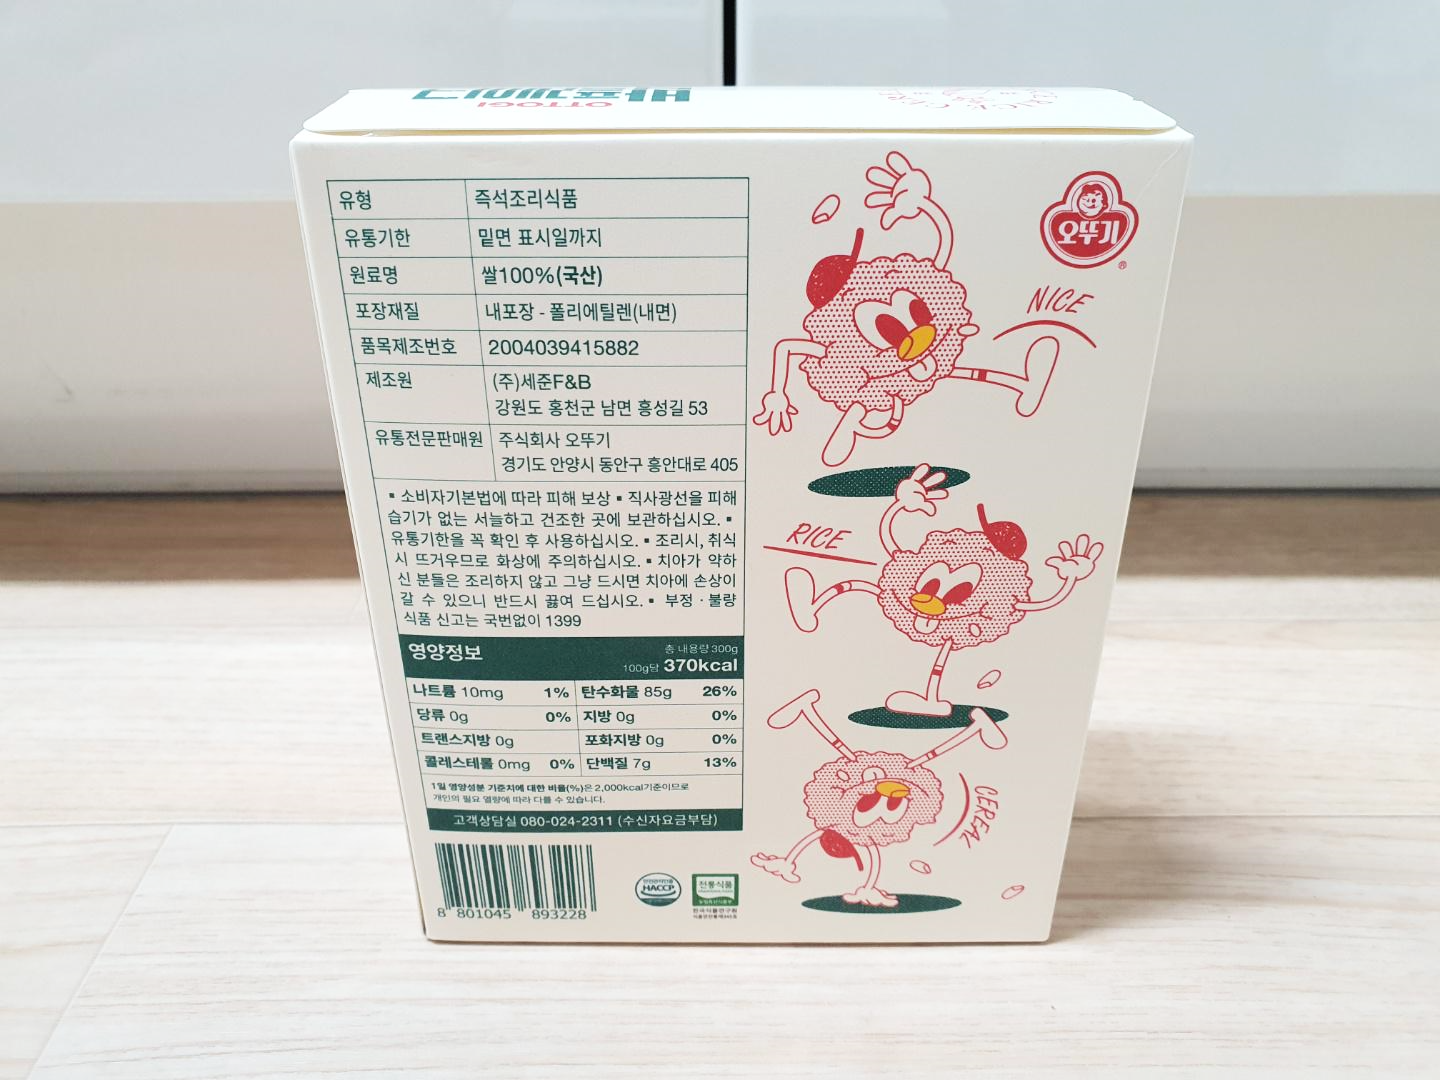 OTTOGI
바프레이크
유형 즉석조리식품
유통기한 밑면 표시일까지
원료명 쌀100%(국산)
포장재질 내포장 - 폴리에틸렌(내면)
품목제조번호 2004039415882
제조원 (주)세준F&B
강원도 홍천군 남면 홍성길 53
유통전문판매원 주식회사 오뚜기
경기도 안양시 동안구 흥안대로 405
▪ 소비자기본법에 따라 피해 보상 ▪ 직사광선을 피해
습기가 없는 서늘하고 건조한 곳에 보관하십시오. ▪
유통기한을 꼭 확인 후 사용하십시오. ▪ 조리시, 취식
시 뜨거우므로 화상에 주의하십시오. ▪ 치아가 약하
신 분들은 조리하지 않고 그냥 드시면 치아에 손상이
갈 수 있으니 반드시 끓여 드십시오. ▪ 부정 · 불량
식품 신고는 국번없이 1399
영양정보 총 내용량 300g
100g당 370kcal
나트륨 10mg 1% 탄수화물 85g 26%
당류 0g 0% 지방 0g 0%
트랜스지방 0g 포화지방 0g 0%
콜레스테롤 0mg 0% 단백질 7g 13%
1일 영양성분 기준치에 대한 비율(%)은 2,000kcal기준이므로
개인의 필요 열량에 따라 다를 수 있습니다.
고객상담실 080-024-2311 (수신자요금부담)
8 801045 893228
HACCP
전통식품
한국식품연구원
오뚜기
®
NICE
RICE
CEREAL